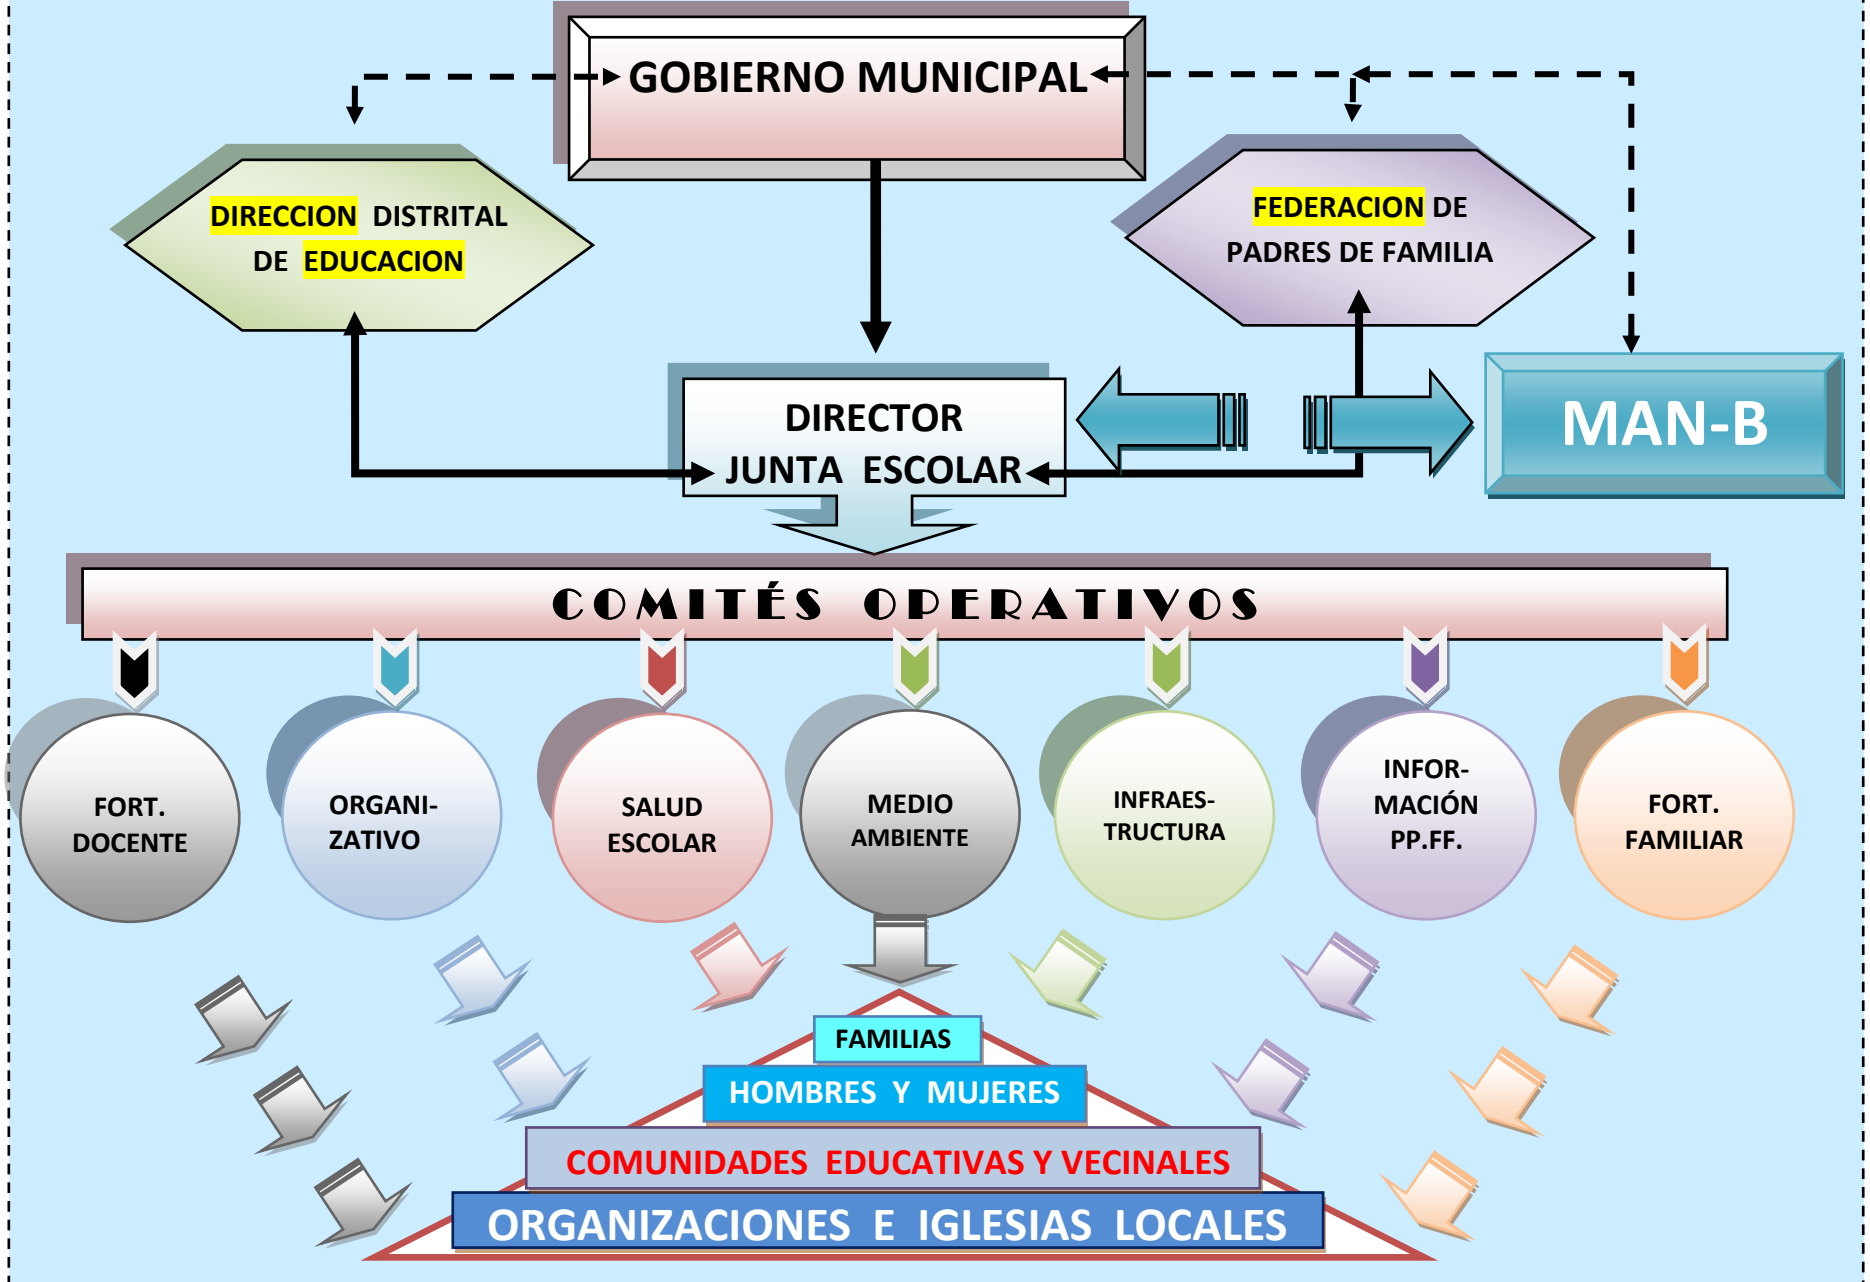 GOBIERNO MUNICIPAL
DIRECCION DISTRITAL
DE EDUCACION
FEDERACION DE
PADRES DE FAMILIA
DIRECTOR
JUNTA ESCOLAR
MAN-B
COMITÉS OPERATIVOS
FORT.
DOCENTE
ORGANI-
ZATIVO
SALUD
ESCOLAR
MEDIO
AMBIENTE
INFRAES-
TRUCTURA
INFOR-
MACIÓN
PP.FF.
FORT.
FAMILIAR
FAMILIAS
HOMBRES Y MUJERES
COMUNIDADES EDUCATIVAS Y VECINALES
ORGANIZACIONES E IGLESIAS LOCALES